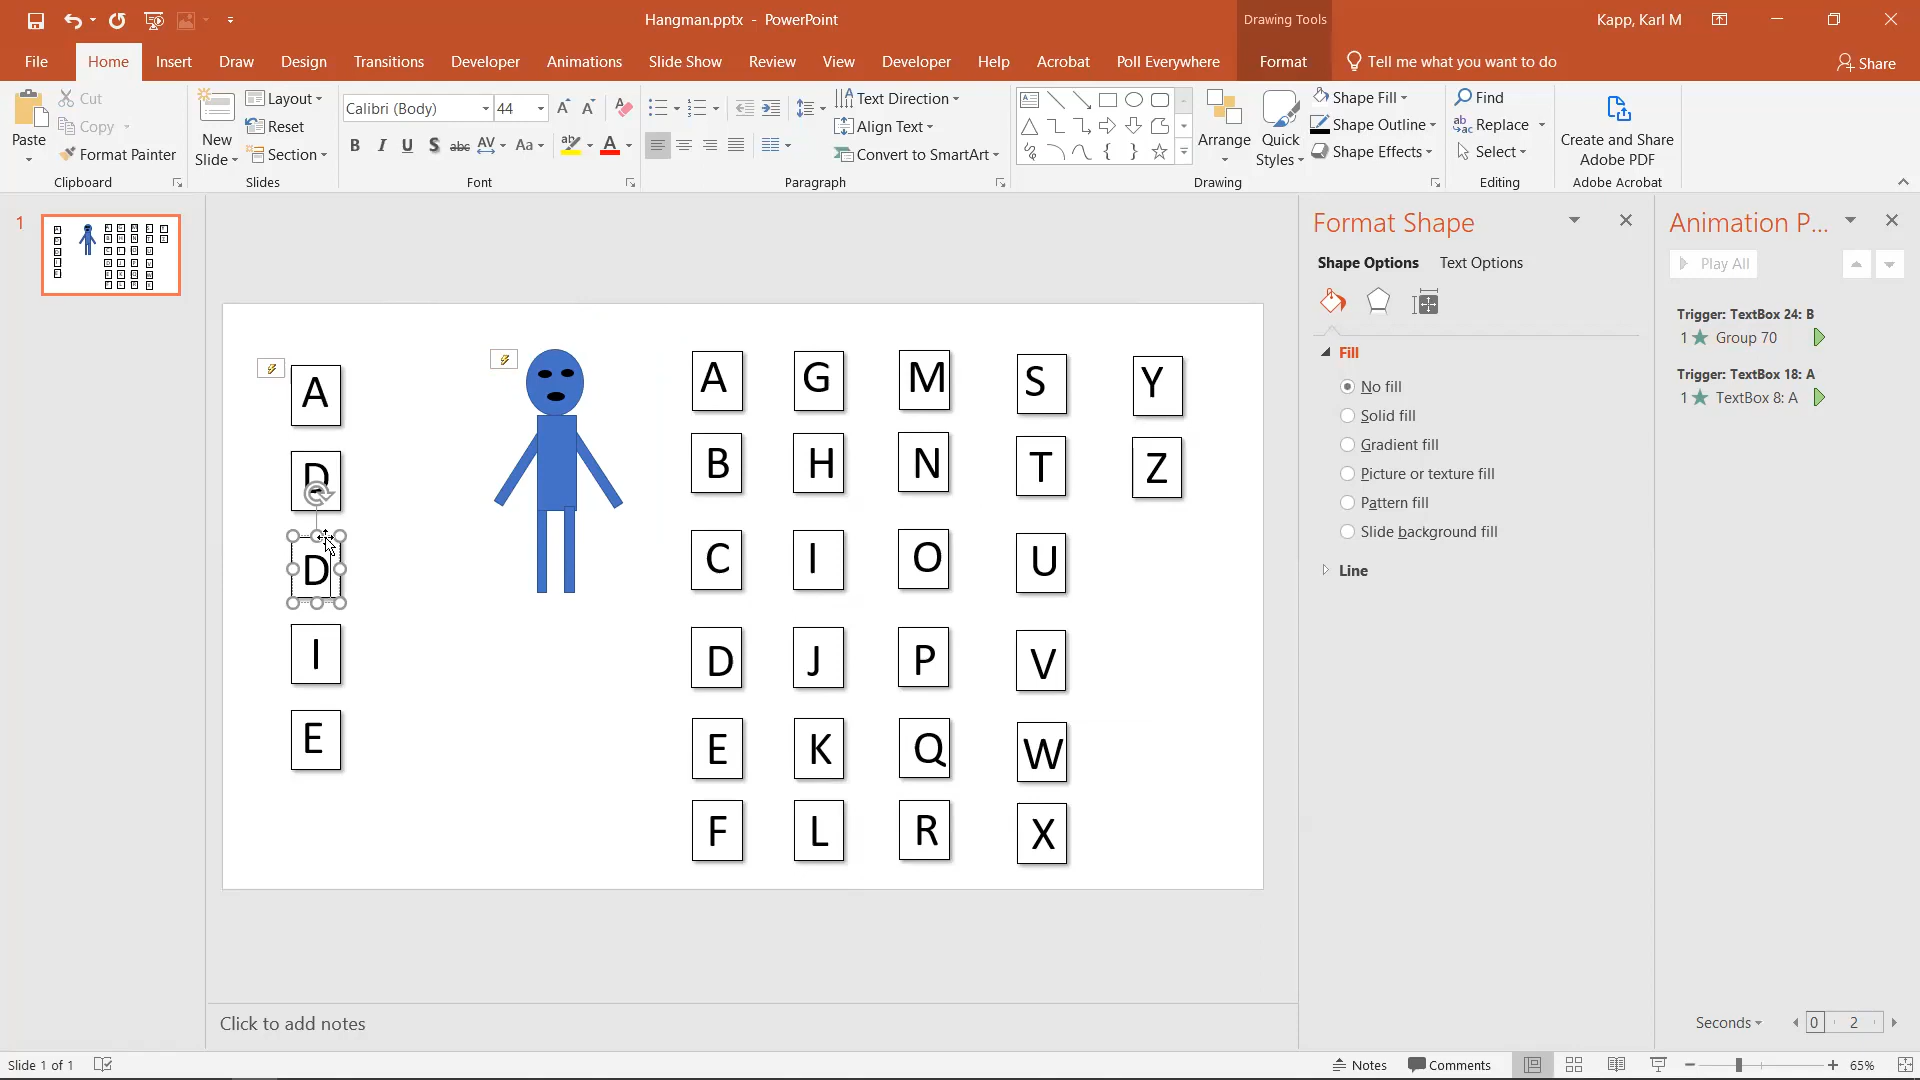 Hangman.pptx - PowerPoint
Drawing Tools
Kapp, Karl M
File Home Insert Draw Design Transitions Developer Animations Slide Show Review View Developer Help Acrobat Poll Everywhere Format Tell me what you want to do Share
Paste
Cut
Copy
Format Painter
Clipboard
New Slide
Layout
Reset
Section
Slides
Calibri (Body) 44
B I U S abc AV Aa A
Font
Text Direction
Align Text
Convert to SmartArt
Paragraph
Arrange
Quick Styles
Shape Fill
Shape Outline
Shape Effects
Drawing
Find
Replace
Select
Editing
Create and Share Adobe PDF
Adobe Acrobat
1
A
D
D
I
E
A G M S Y
B H N T Z
C I O U
D J P V
E K Q W
F L R X
Format Shape
Shape Options Text Options
Fill
No fill
Solid fill
Gradient fill
Picture or texture fill
Pattern fill
Slide background fill
Line
Animation P...
Play All
Trigger: TextBox 24: B
1 Group 70
Trigger: TextBox 18: A
1 TextBox 8: A
Seconds 0 2
Click to add notes
Slide 1 of 1
Notes Comments 65%